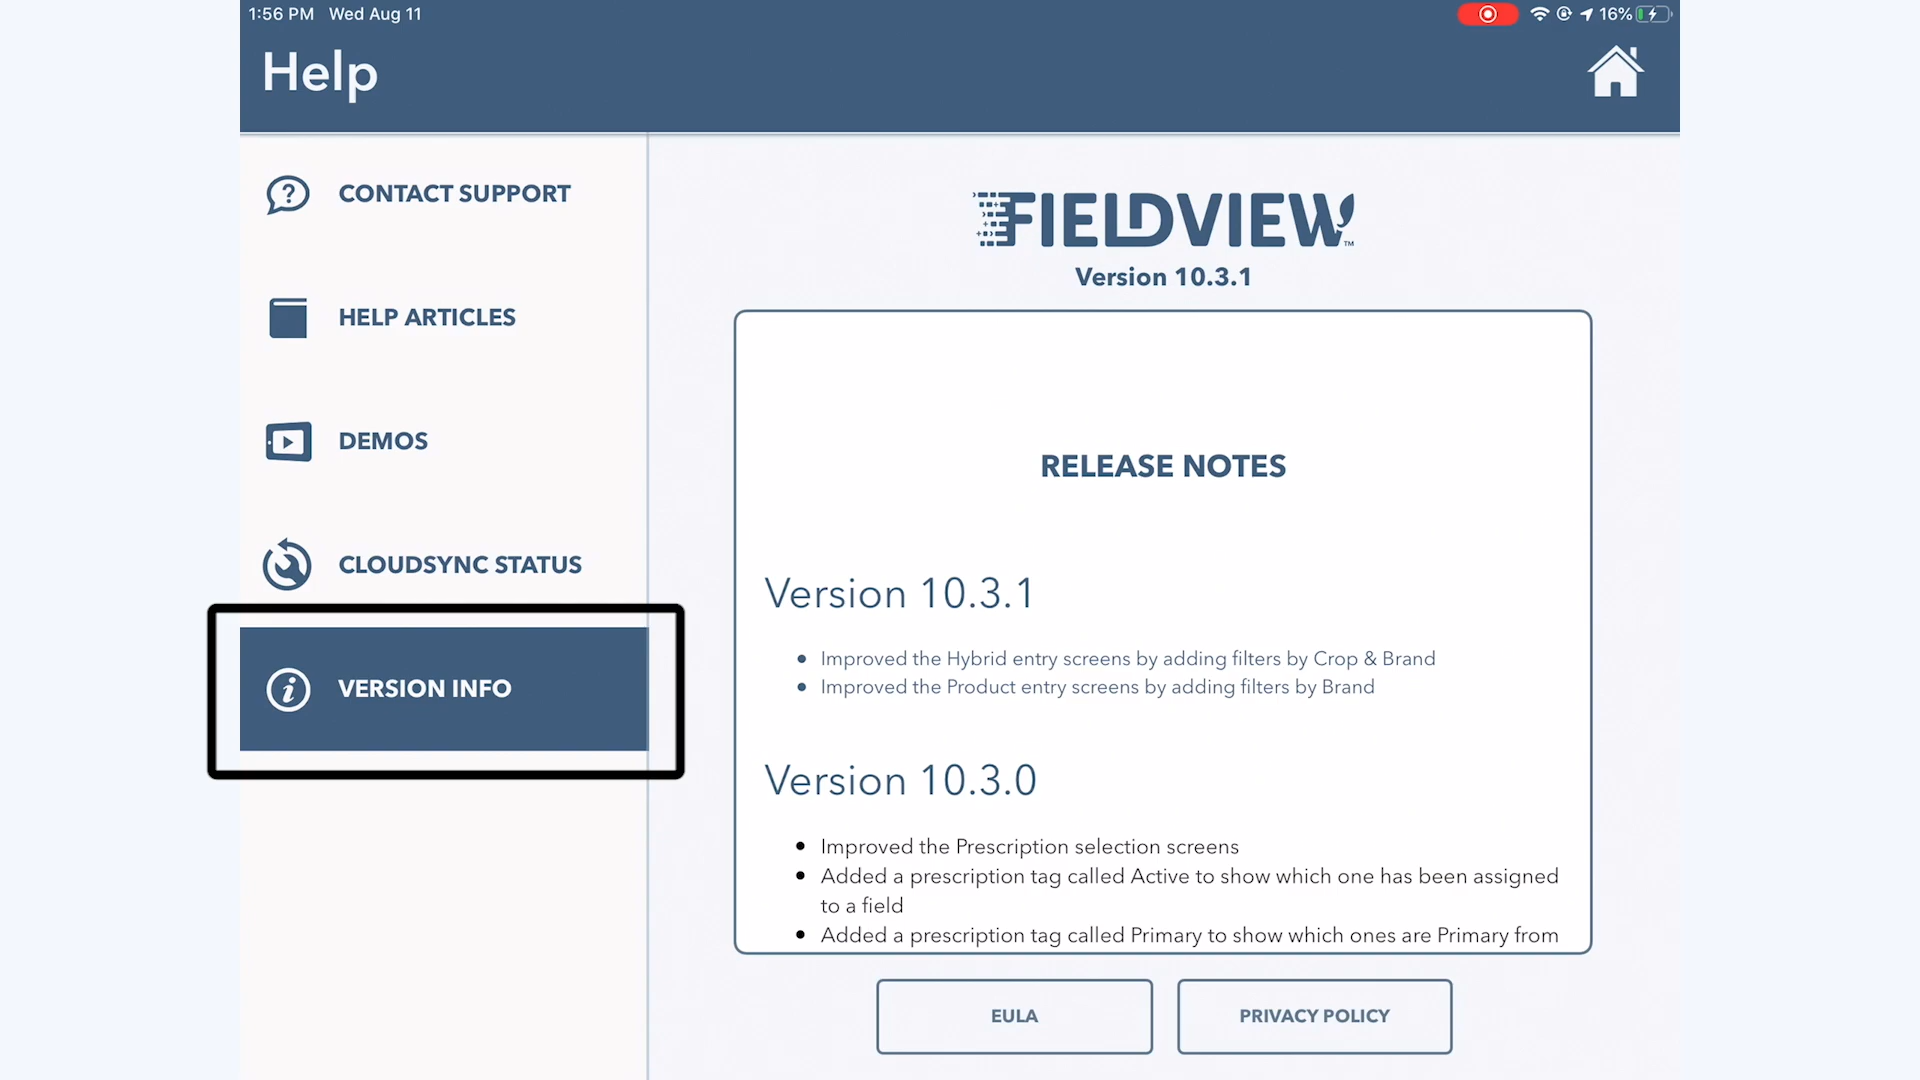 1:56 PM Wed Aug 11
16%
Help
CONTACT SUPPORT
HELP ARTICLES
DEMOS
CLOUDSYNC STATUS
VERSION INFO
FIELDVIEW™
Version 10.3.1
RELEASE NOTES
Version 10.3.1
• Improved the Hybrid entry screens by adding filters by Crop & Brand
• Improved the Product entry screens by adding filters by Brand
Version 10.3.0
• Improved the Prescription selection screens
• Added a prescription tag called Active to show which one has been assigned
to a field
• Added a prescription tag called Primary to show which ones are Primary from
EULA
PRIVACY POLICY